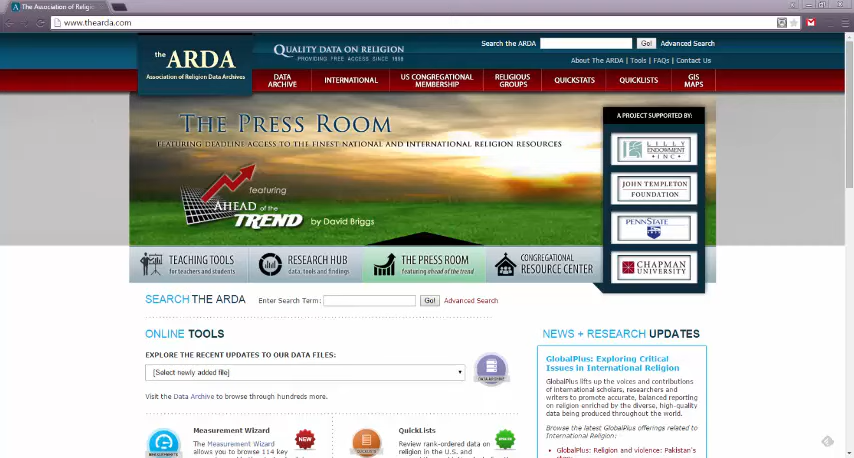 The Association of Religio
www.thearda.com
the
ARDA
Association of Religion Data Archives
QUALITY DATA ON RELIGION
PROVIDING FREE ACCESS SINCE 1998
Search the ARDA
Go!
Advanced Search
About The ARDA | Tools | FAQs | Contact Us
DATA
ARCHIVE
INTERNATIONAL
US CONGREGATIONAL
MEMBERSHIP
RELIGIOUS
GROUPS
QUICKSTATS
QUICKLISTS
GIS
MAPS
THE PRESS ROOM
FEATURING DEADLINE ACCESS TO THE FINEST NATIONAL AND INTERNATIONAL RELIGION RESOURCES
featuring
AHEAD of the
TREND
by David Briggs
A PROJECT SUPPORTED BY:
LILLY
ENDOWMENT
INC
JOHN TEMPLETON
FOUNDATION
PENNSTATE
CHAPMAN
UNIVERSITY
TEACHING TOOLS
for teachers and students
RESEARCH HUB
data, tools and findings
THE PRESS ROOM
featuring ahead of the trend
CONGREGATIONAL
RESOURCE CENTER
SEARCH THE ARDA
Enter Search Term:
Go!
Advanced Search
ONLINE TOOLS
EXPLORE THE RECENT UPDATES TO OUR DATA FILES:
[Select newly added file]
DATA ARCHIVE
Visit the Data Archive to browse through hundreds more.
Measurement Wizard
The Measurement Wizard
allows you to browse 114 key
NEW
QuickLists
Review rank-ordered data on
religion in the U.S. and
NEWS + RESEARCH UPDATES
GlobalPlus: Exploring Critical
Issues in International Religion
GlobalPlus lifts up the voices and contributions
of international scholars, researchers and
writers to promote accurate, balanced reporting
on religion enriched by the diverse, high-quality
data being produced throughout the world.
Browse the latest GlobalPlus offerings related to
International Religion:
GlobalPlus: Religion and violence: Pakistan's